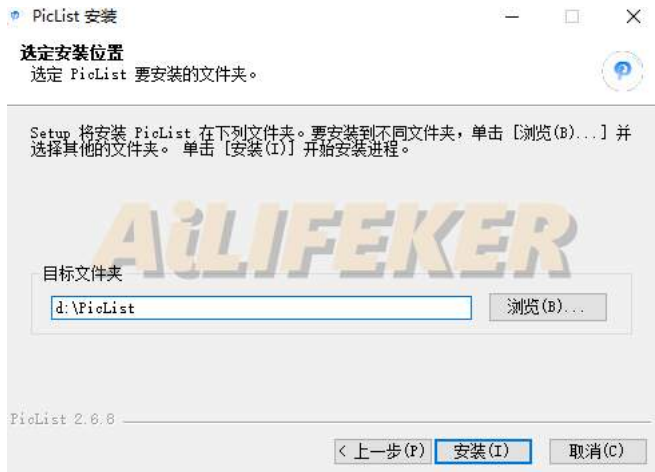 PicList 安装
选定安装位置
选定 PicList 要安装的文件夹。
Setup 将安装 PicList 在下列文件夹。要安装到不同文件夹，单击 [浏览(B)...] 并
选择其他的文件夹。 单击 [安装(I)] 开始安装进程。
AiLIFEKER
目标文件夹
d:\PicList
浏览(B)...
PicList 2.6.8
< 上一步(P)
安装(I)
取消(C)